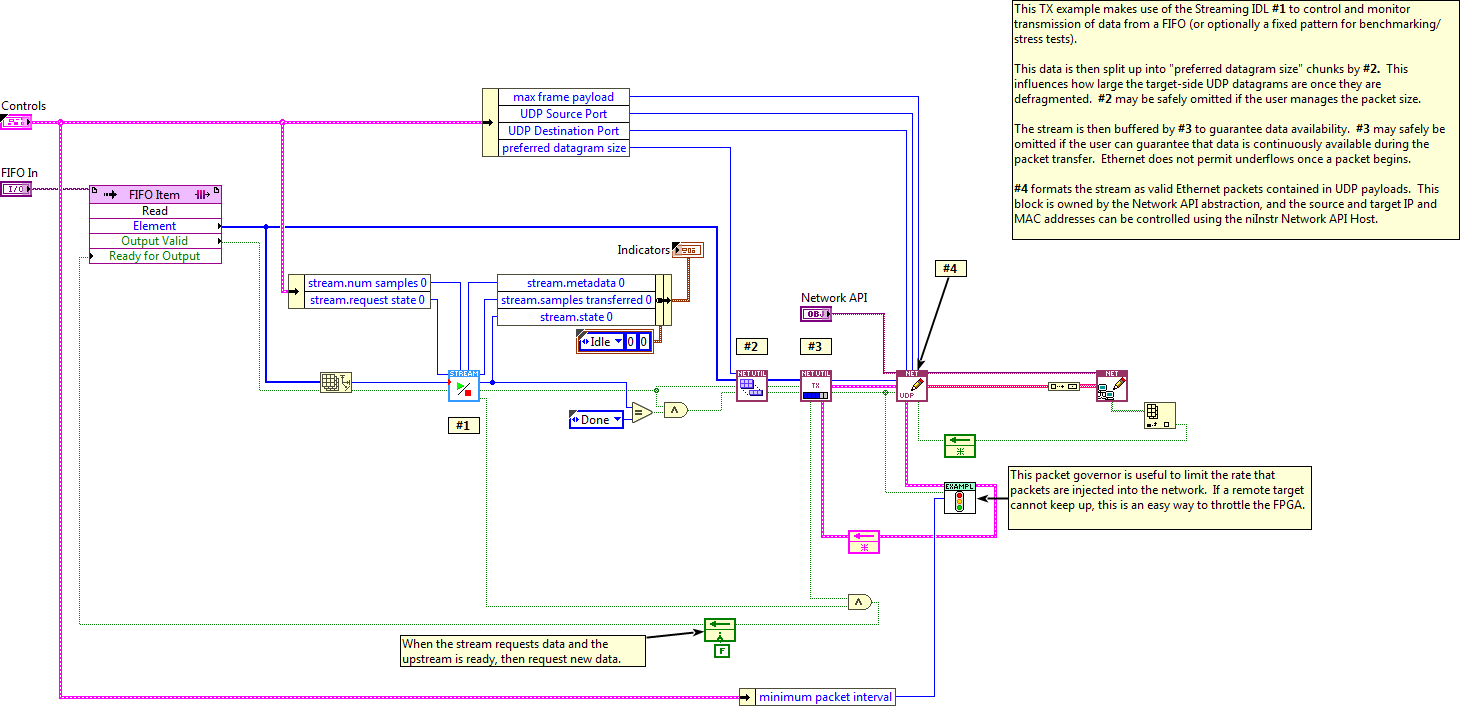 This TX example makes use of the Streaming IDL #1 to control and monitor
transmission of data from a FIFO (or optionally a fixed pattern for benchmarking/
stress tests).
This data is then split up into "preferred datagram size" chunks by #2. This
influences how large the target-side UDP datagrams are once they are
defragmented. #2 may be safely omitted if the user manages the packet size.
The stream is then buffered by #3 to guarantee data availability. #3 may safely be
omitted if the user can guarantee that data is continuously available during the
packet transfer. Ethernet does not permit underflows once a packet begins.
#4 formats the stream as valid Ethernet packets contained in UDP payloads. This
block is owned by the Network API abstraction, and the source and target IP and
MAC addresses can be controlled using the niInstr Network API Host.
Controls
max frame payload
UDP Source Port
UDP Destination Port
preferred datagram size
FIFO In
I/O
FIFO Item
Read
Element
Output Valid
Ready for Output
Indicators
stream.num samples 0
stream.request state 0
stream.metadata 0
stream.samples transferred 0
stream.state 0
Idle 0 0
#4
Network API
OBJ
#2
#3
STREAM
NET UTIL
NET UTIL
TX
NET
UDP
NET
#1
Done
=
Λ
EXAMPL
This packet governor is useful to limit the rate that
packets are injected into the network. If a remote target
cannot keep up, this is an easy way to throttle the FPGA.
Λ
When the stream requests data and the
upstream is ready, then request new data.
F
minimum packet interval